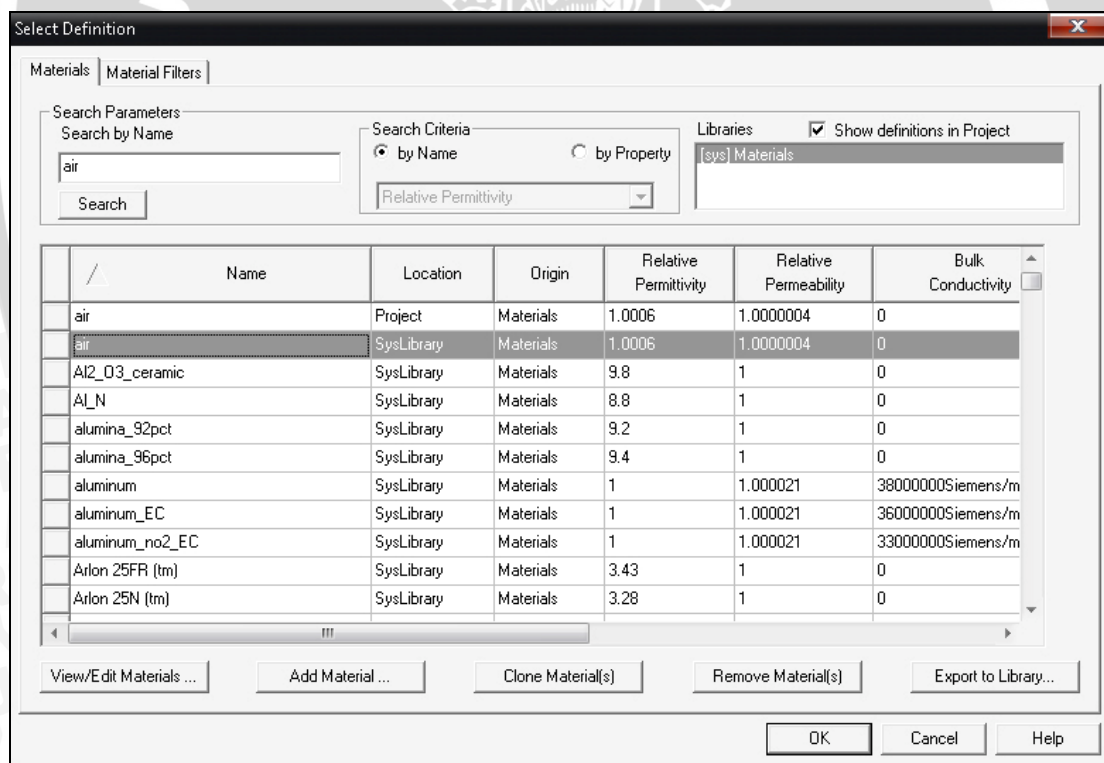 Select Definition
Materials Material Filters
Search Parameters
Search by Name
air
Search
Search Criteria
by Name by Property
Relative Permittivity
Libraries Show definitions in Project
[sys] Materials
Name Location Origin Relative Permittivity Relative Permeability Bulk Conductivity
air Project Materials 1.0006 1.0000004 0
air SysLibrary Materials 1.0006 1.0000004 0
Al2_O3_ceramic SysLibrary Materials 9.8 1 0
Al_N SysLibrary Materials 8.8 1 0
alumina_92pct SysLibrary Materials 9.2 1 0
alumina_96pct SysLibrary Materials 9.4 1 0
aluminum SysLibrary Materials 1 1.000021 38000000Siemens/m
aluminum_EC SysLibrary Materials 1 1.000021 36000000Siemens/m
aluminum_no2_EC SysLibrary Materials 1 1.000021 33000000Siemens/m
Arlon 25FR (tm) SysLibrary Materials 3.43 1 0
Arlon 25N (tm) SysLibrary Materials 3.28 1 0
View/Edit Materials ... Add Material ... Clone Material(s) Remove Material(s) Export to Library...
OK Cancel Help